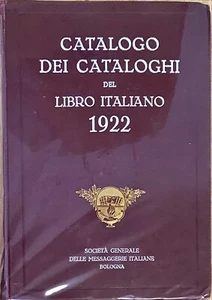 CATALOGO
DEI CATALOGHI
DEL
LIBRO ITALIANO
1922
SOCIETÀ GENERALE
DELLE MESSAGGERIE ITALIANE
BOLOGNA